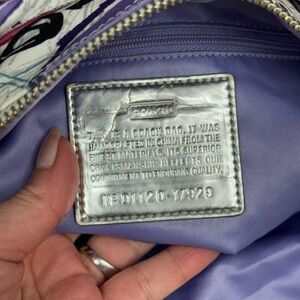 COACH
THIS IS A COACH BAG. IT WAS
HANDCRAFTED IN CHINA FROM THE
FINEST MATERIALS. ITS SUPERIOR
CRAFTSMANSHIP REFLECTS OUR
COMMITMENT TO ENDURING QUALITY.